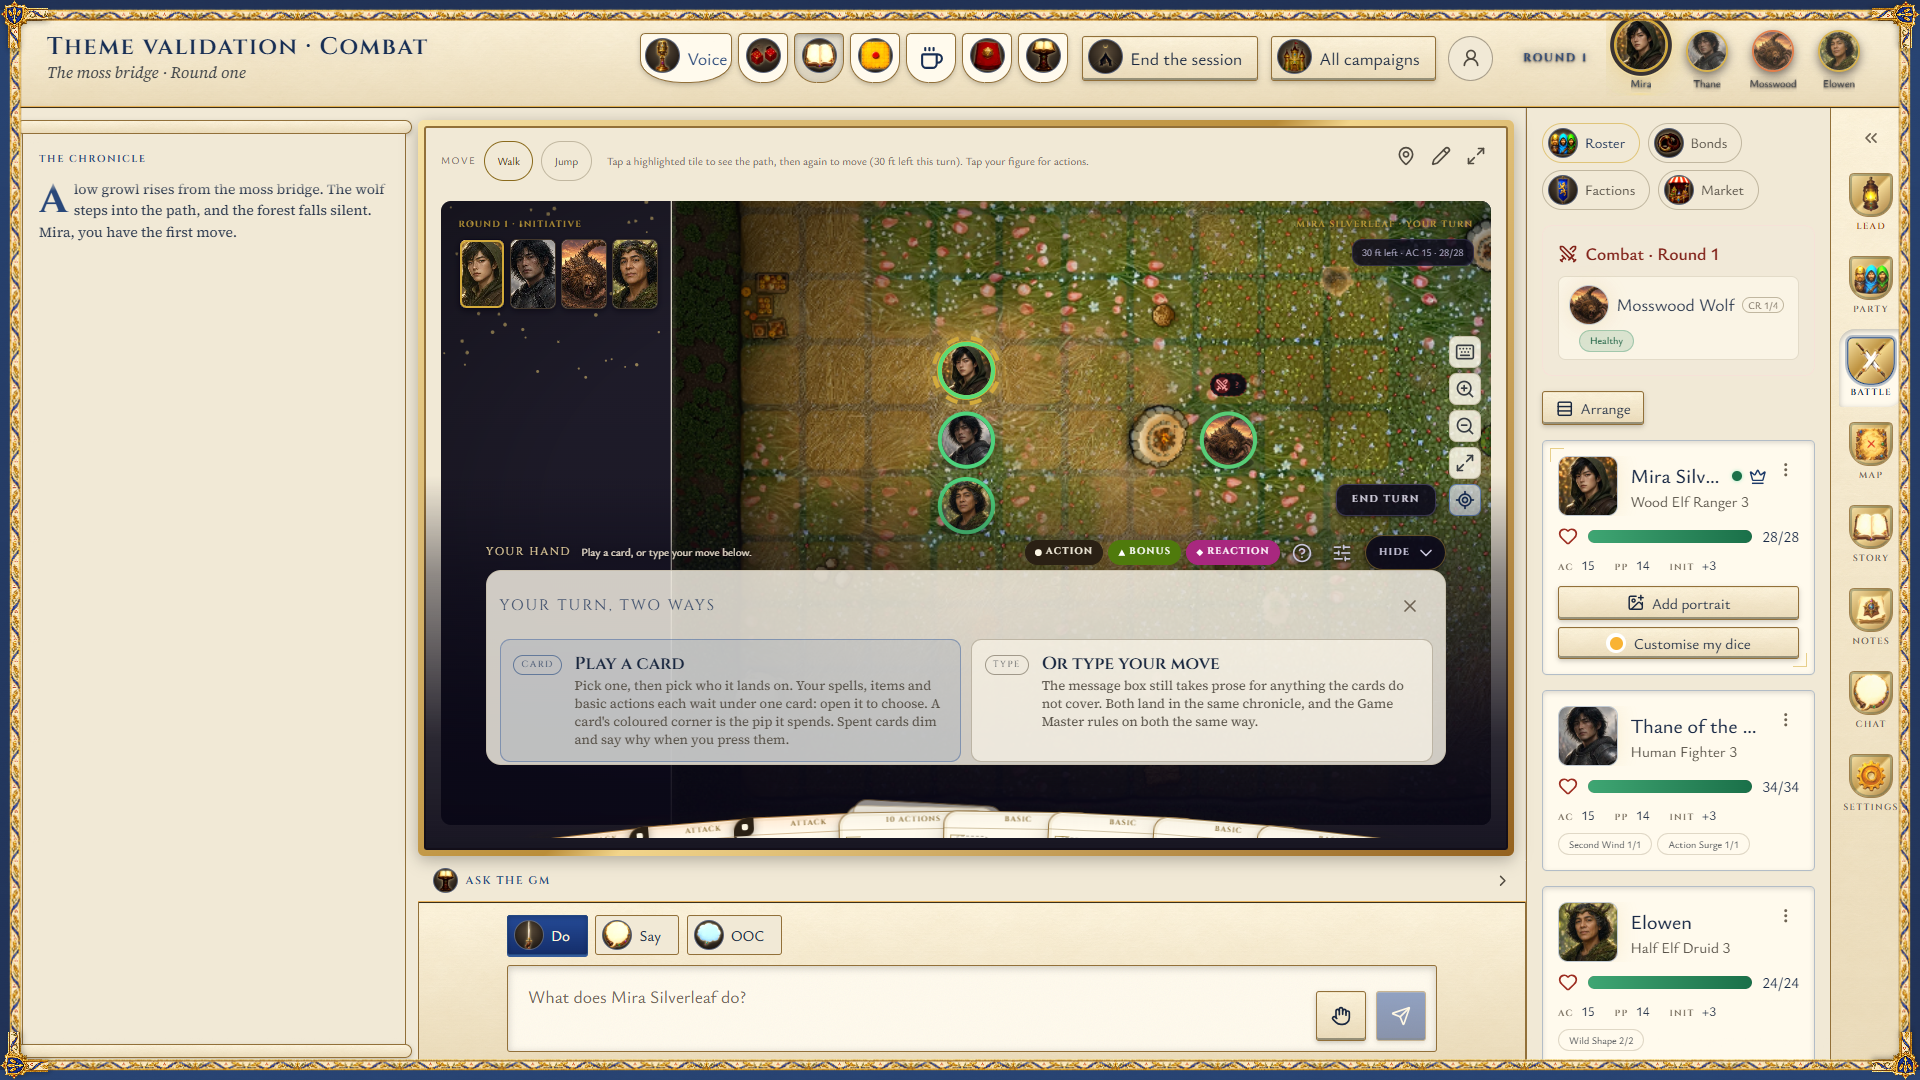 Theme validation · Combat
The moss bridge · Round one
Voice
End the session
All campaigns
ROUND 1
Mira
Thane
Mosswood
Elowen
THE CHRONICLE
A low growl rises from the moss bridge. The wolf
steps into the path, and the forest falls silent.
Mira, you have the first move.
MOVE
Walk
Jump
Tap a highlighted tile to see the path, then again to move (30 ft left this turn). Tap your figure for actions.
ROUND 1 · INITIATIVE
MIRA SILVERLEAF · YOUR TURN
30 ft left · AC 15 · 28/28
?
END TURN
YOUR HAND
Play a card, or type your move below.
ACTION
BONUS
REACTION
HIDE
YOUR TURN, TWO WAYS
CARD
Play a card
Pick one, then pick who it lands on. Your spells, items and
basic actions each wait under one card: open it to choose. A
card's coloured corner is the pip it spends. Spent cards dim
and say why when you press them.
TYPE
Or type your move
The message box still takes prose for anything the cards do
not cover. Both land in the same chronicle, and the Game
Master rules on both the same way.
ATTACK
ATTACK
10 ACTIONS
BASIC
BASIC
BASIC
ASK THE GM
Do
Say
OOC
What does Mira Silverleaf do?
Roster
Bonds
Factions
Market
Combat · Round 1
Mosswood Wolf
CR 1/4
Healthy
Arrange
Mira Silv...
Wood Elf Ranger 3
28/28
AC 15 PP 14 INIT +3
Add portrait
Customise my dice
Thane of the ...
Human Fighter 3
34/34
AC 15 PP 14 INIT +3
Second Wind 1/1
Action Surge 1/1
Elowen
Half Elf Druid 3
24/24
AC 15 PP 14 INIT +3
Wild Shape 2/2
LEAD
PARTY
BATTLE
MAP
STORY
NOTES
CHAT
SETTINGS